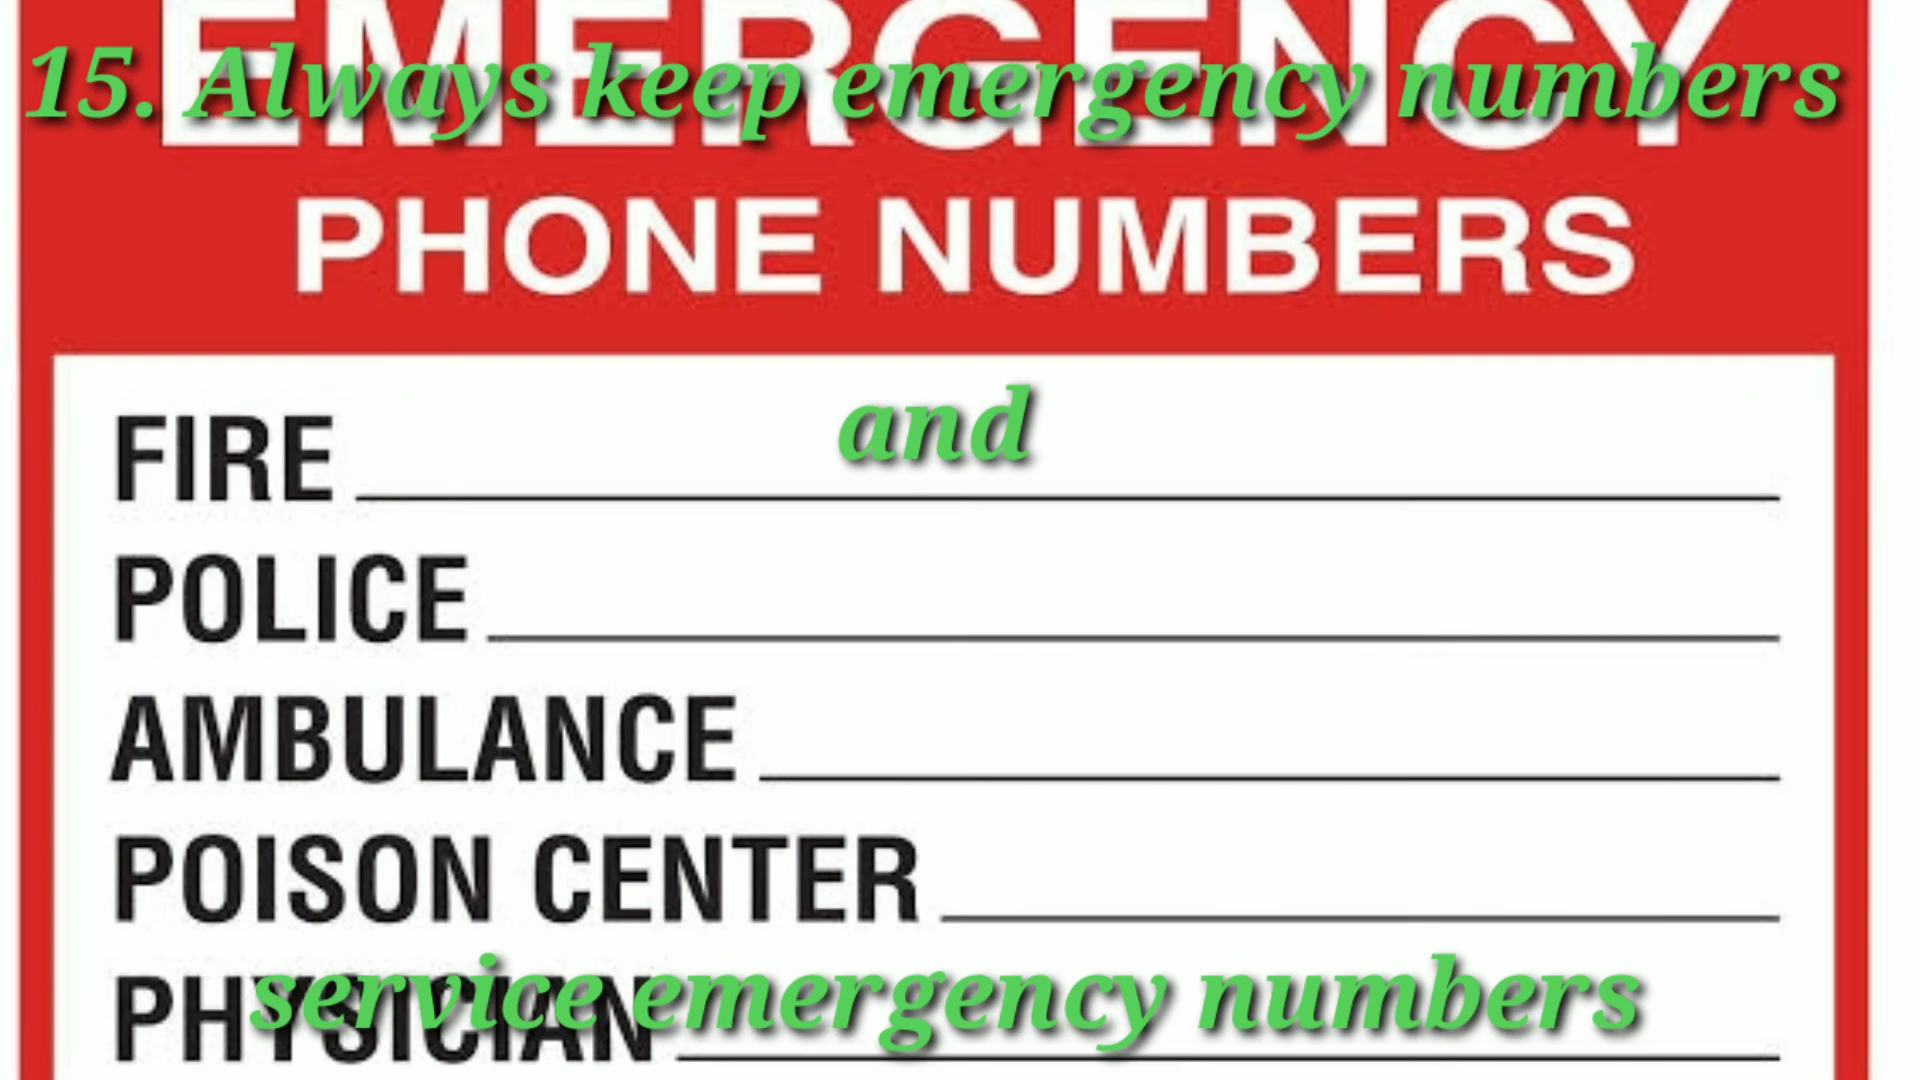 EMERGENCY
15. Always keep emergency numbers
PHONE NUMBERS
and
FIRE
POLICE
AMBULANCE
POISON CENTER
service emergency numbers
PHYSICIAN